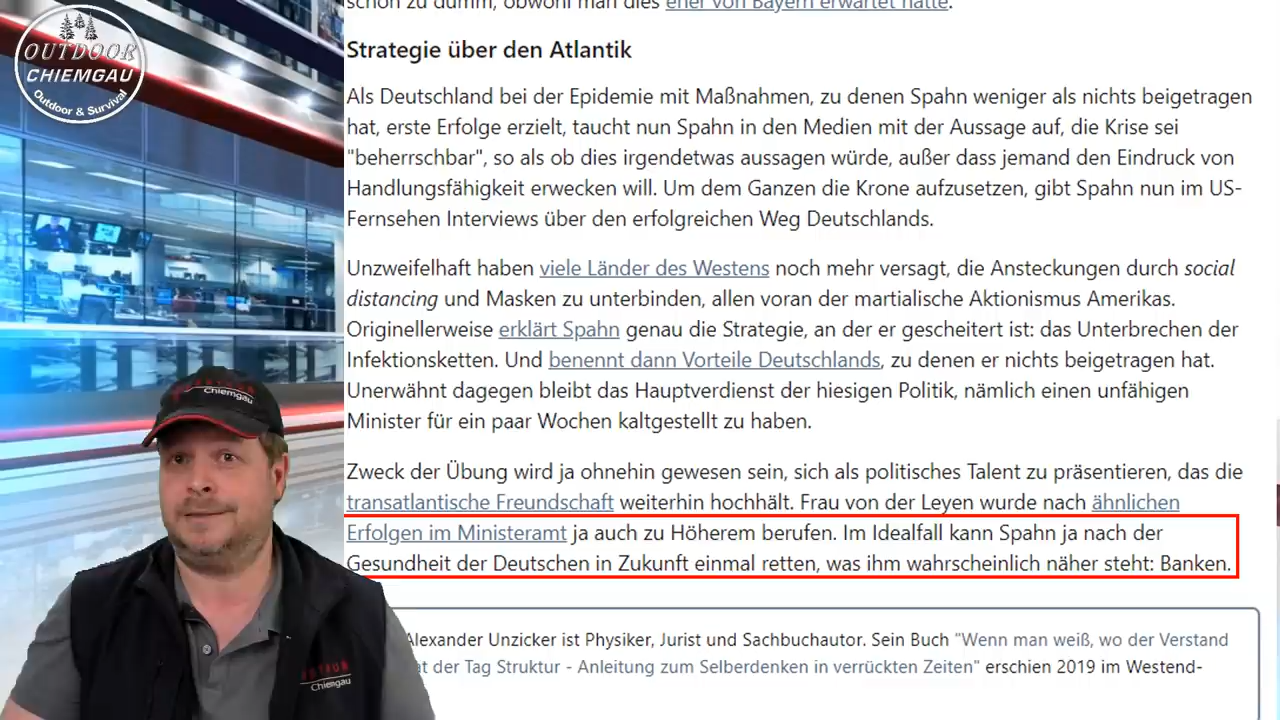 OUTDOOR
CHIEMGAU
Outdoor & Survival
schon zu dumm, obwohl man dies eher von Bayern erwartet hätte.
Strategie über den Atlantik
Als Deutschland bei der Epidemie mit Maßnahmen, zu denen Spahn weniger als nichts beigetragen
hat, erste Erfolge erzielt, taucht nun Spahn in den Medien mit der Aussage auf, die Krise sei
"beherrschbar", so als ob dies irgendetwas aussagen würde, außer dass jemand den Eindruck von
Handlungsfähigkeit erwecken will. Um dem Ganzen die Krone aufzusetzen, gibt Spahn nun im US-
Fernsehen Interviews über den erfolgreichen Weg Deutschlands.
Unzweifelhaft haben viele Länder des Westens noch mehr versagt, die Ansteckungen durch social
distancing und Masken zu unterbinden, allen voran der martialische Aktionismus Amerikas.
Originellerweise erklärt Spahn genau die Strategie, an der er gescheitert ist: das Unterbrechen der
Infektionsketten. Und benennt dann Vorteile Deutschlands, zu denen er nichts beigetragen hat.
Unerwähnt dagegen bleibt das Hauptverdienst der hiesigen Politik, nämlich einen unfähigen
Minister für ein paar Wochen kaltgestellt zu haben.
Zweck der Übung wird ja ohnehin gewesen sein, sich als politisches Talent zu präsentieren, das die
transatlantische Freundschaft weiterhin hochhält. Frau von der Leyen wurde nach ähnlichen
Erfolgen im Ministeramt ja auch zu Höherem berufen. Im Idealfall kann Spahn ja nach der
Gesundheit der Deutschen in Zukunft einmal retten, was ihm wahrscheinlich näher steht: Banken.
Alexander Unzicker ist Physiker, Jurist und Sachbuchautor. Sein Buch "Wenn man weiß, wo der Verstand
at der Tag Struktur - Anleitung zum Selberdenken in verrückten Zeiten" erschien 2019 im Westend-
Chiemgau
Chiemgau